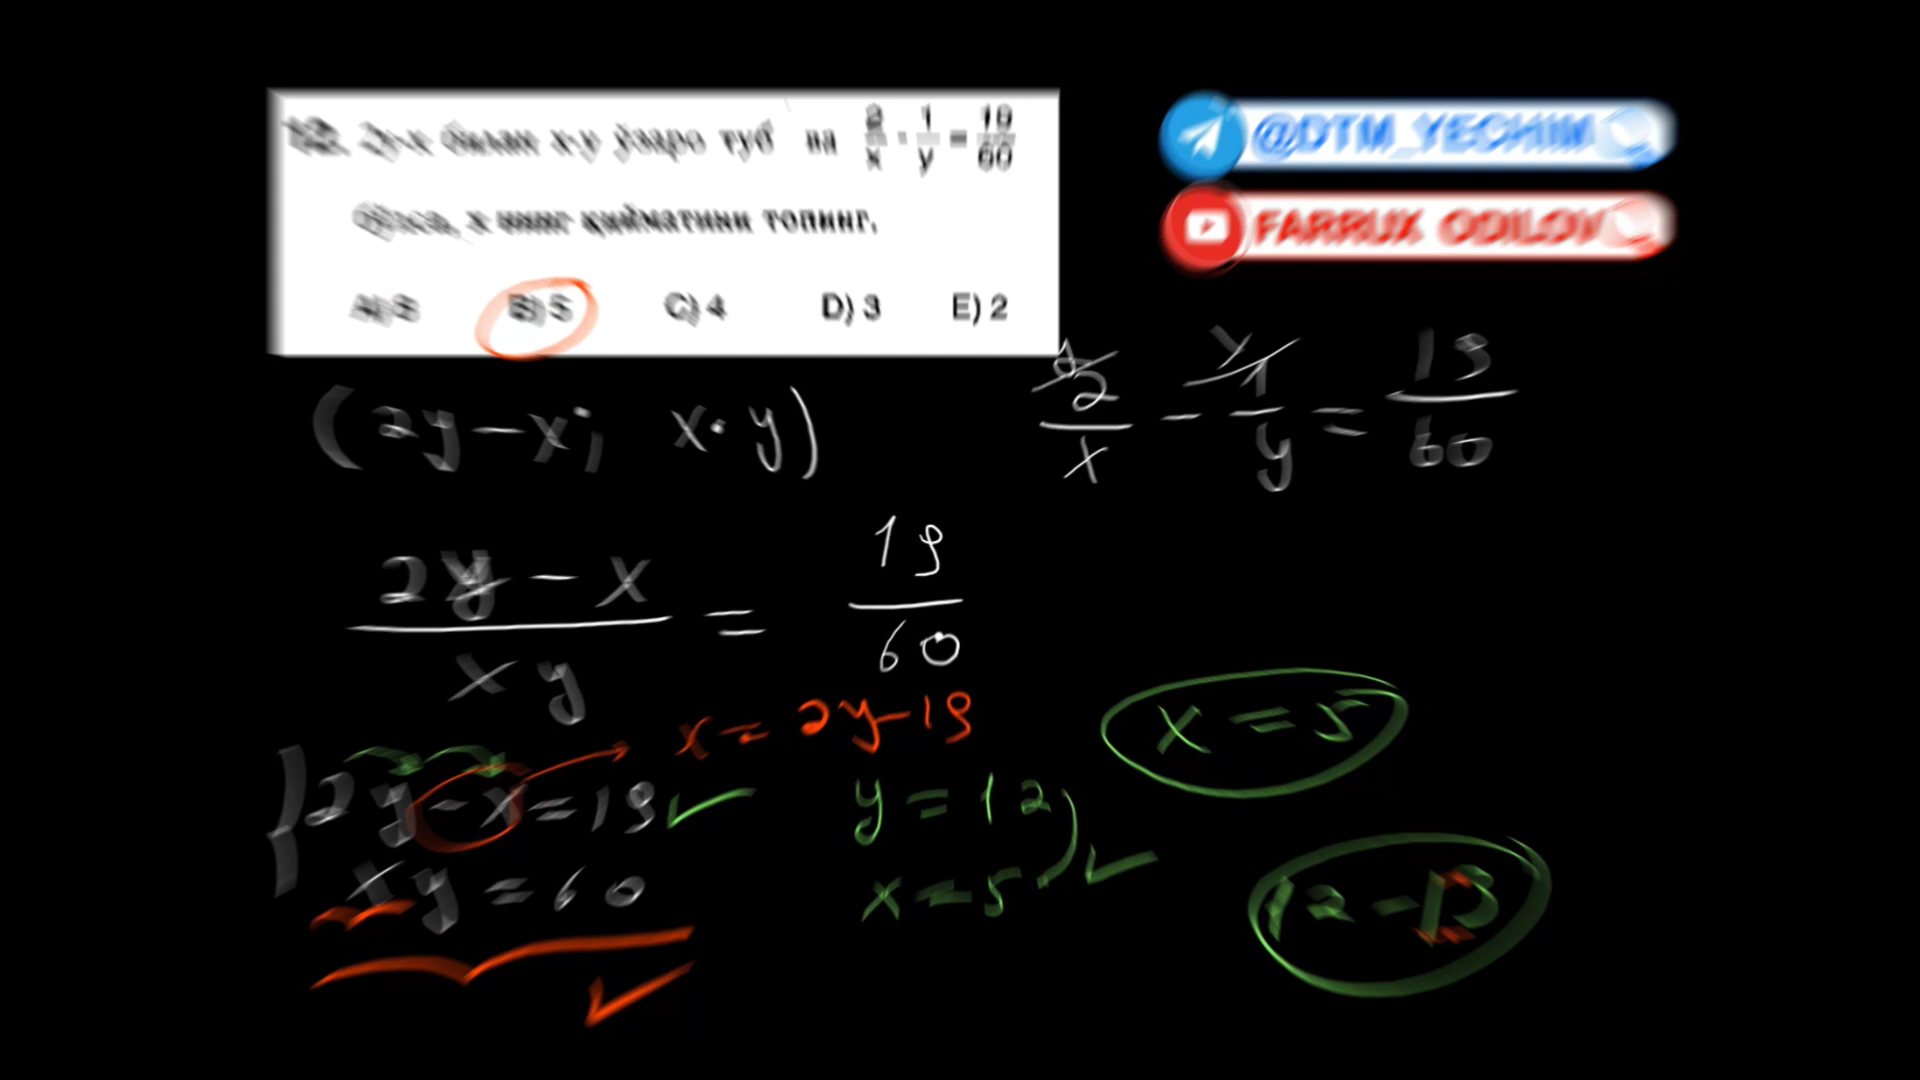 12. 2y-x билан x·y ўзаро туб ва 2/x - 1/y = 19/60
бўлса, x нинг қийматини топинг.
B) 5 C) 4 D) 3 E) 2
@DTM_YECHIM
FARRUX ODILOV
(2y-x; x·y)
2/x - 1/y = 19/60
2y - x / xy = 19/60
x = 2y-19
2y-x=19
xy=60
y=12
x=5
x=5
12-13